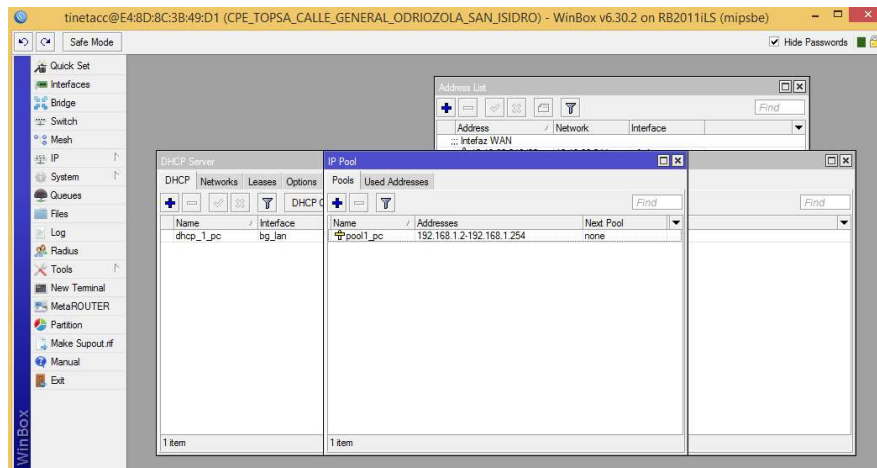 tinetacc@E4:8D:8C:3B:49:D1 (CPE_TOPSA_CALLE_GENERAL_ODRIOZOLA_SAN_ISIDRO) - WinBox v6.30.2 on RB2011iLS (mipsbe)
Safe Mode
Hide Passwords
Quick Set
Interfaces
Bridge
Switch
Mesh
IP
System
Queues
Files
Log
Radius
Tools
New Terminal
MetaROUTER
Partition
Make Supout.rif
Manual
Exit
WinBox
Address List
Find
Address Network Interface
::: Intefaz WAN
DHCP Server
DHCP Networks Leases Options
DHCP
Name Interface
dhcp_1_pc bg_lan
1 item
IP Pool
Pools Used Addresses
Find
Name Addresses Next Pool
pool1_pc 192.168.1.2-192.168.1.254 none
1 item
Find